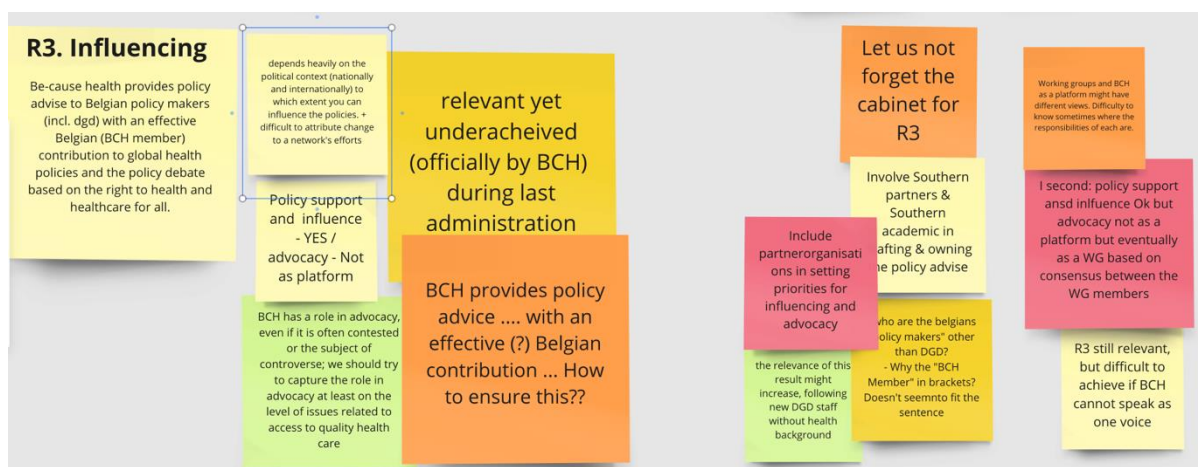 R3. Influencing
Be-cause health provides policy
advise to Belgian policy makers
(incl. dgd) with an effective
Belgian (BCH member)
contribution to global health
policies and the policy debate
based on the right to health and
healthcare for all.
depends heavily on the
political context (nationally
and internationally) to
which extent you can
influence the policies. +
difficult to attribute change
to a network's efforts
Policy support
and influence
- YES /
advocacy - Not
as platform
relevant yet
underacheived
(officially by BCH)
during last
administration
BCH has a role in advocacy,
even if it is often contested
or the subject of
controverse; we should try
to capture the role in
advocacy at least on the
level of issues related to
access to quality health
care
BCH provides policy
advice .... with an
effective (?) Belgian
contribution ... How
to ensure this??
Let us not
forget the
cabinet for
R3
Involve Southern
partners &
Southern
academic in
afting & owning
he policy advise
Include
partnerorganisati
ons in setting
priorities for
influencing and
advocacy
who are the belgians
olicy makers" other
than DGD?
- Why the "BCH
Member" in brackets?
Doesn't seemnto fit the
sentence
the relevance of this
result might
increase, following
new DGD staff
without health
background
Working groups and BCH
as a platform might have
different views. Difficulty to
know sometimes where the
responsibilities of each are.
I second: policy support
ansd inlfuence Ok but
advocacy not as a
platform but eventually
as a WG based on
consensus between the
WG members
R3 still relevant,
but difficult to
achieve if BCH
cannot speak as
one voice